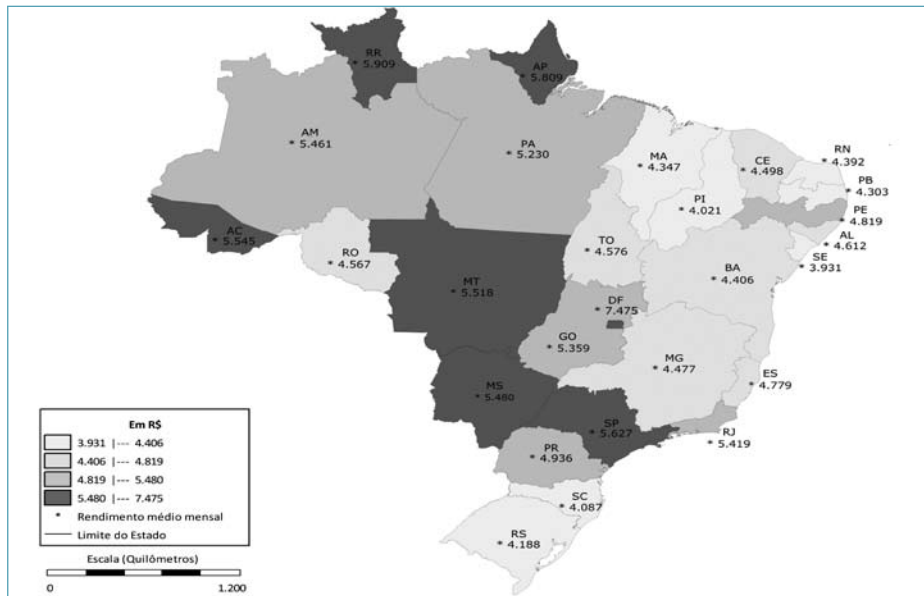 RR
5.909
AP
5.809
AM
5.461
PA
5.230
MA
4.347
CE
4.498
RN
4.392
PB
4.303
PI
4.021
PE
4.819
AL
4.612
SE
3.931
AC
5.545
RO
4.567
TO
4.576
BA
4.406
MT
5.518
DF
7.475
GO
5.359
MG
4.477
ES
4.779
MS
5.480
SP
5.627
RJ
5.419
PR
4.936
SC
4.087
RS
4.188
Em R$
3.931 |--- 4.406
4.406 |--- 4.819
4.819 |--- 5.480
5.480 |--- 7.475
* Rendimento médio mensal
Limite do Estado
Escala (Quilômetros)
0 1.200